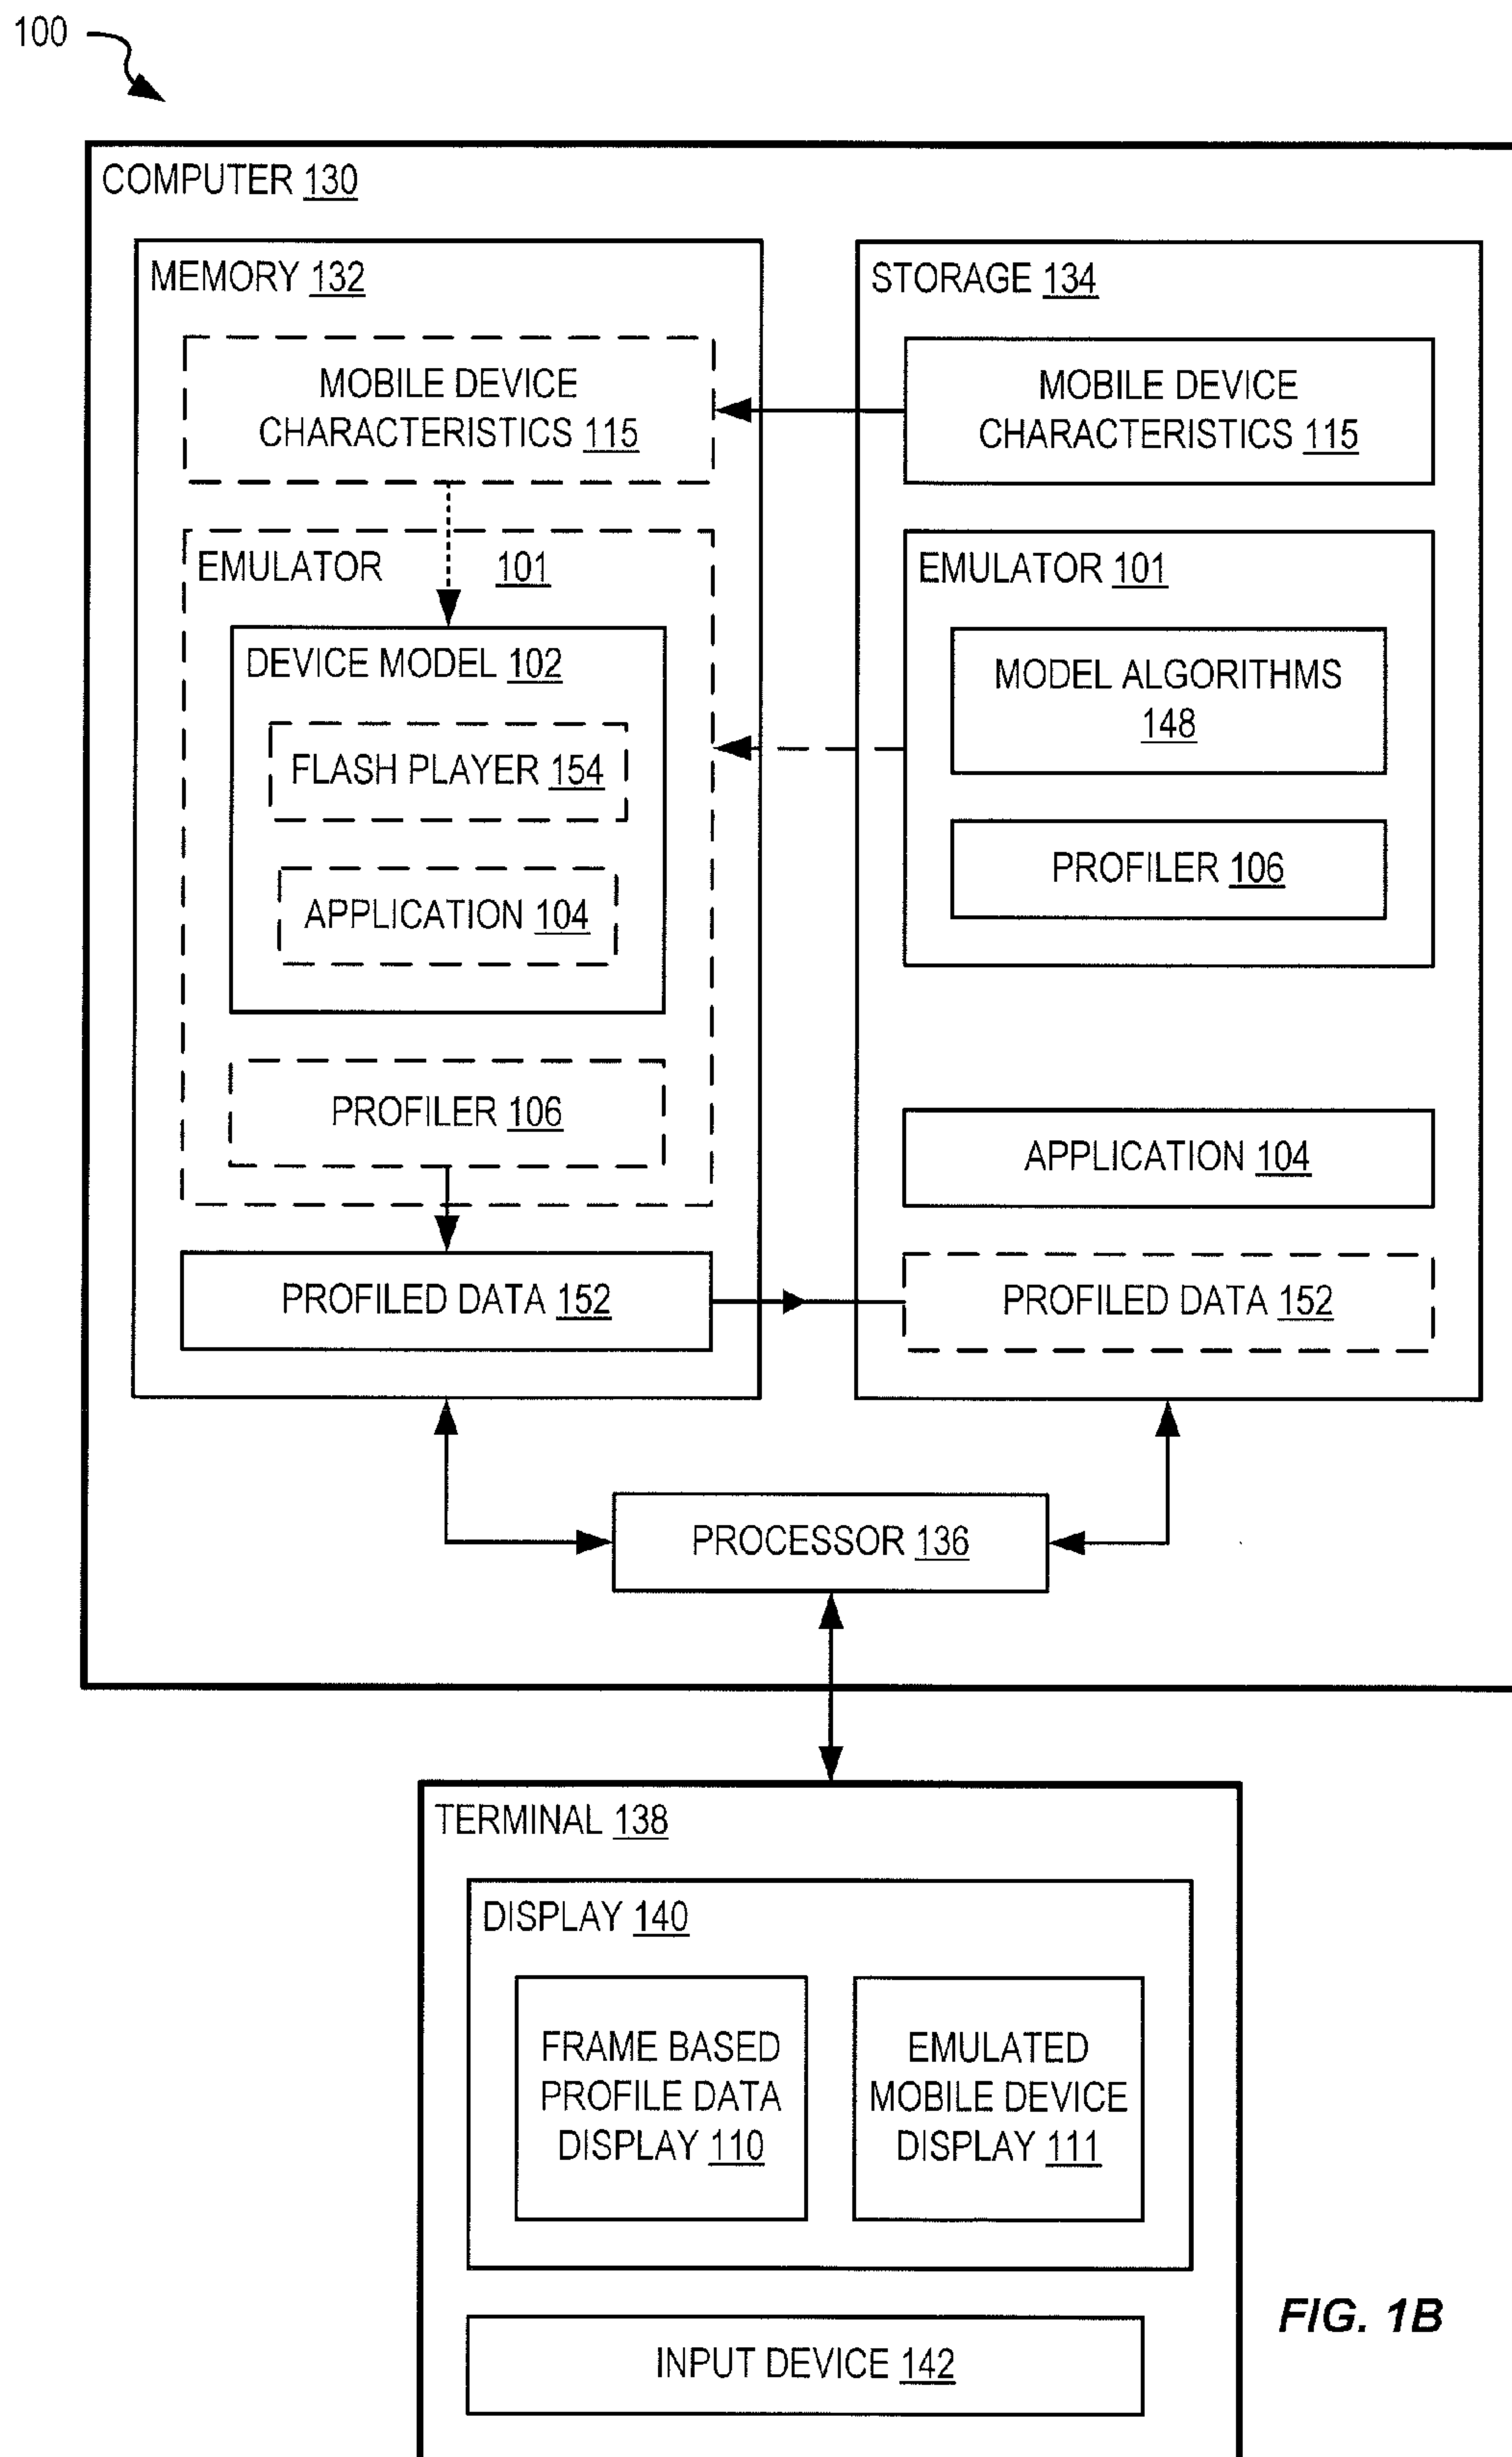 100
COMPUTER 130
MEMORY 132
MOBILE DEVICE
CHARACTERISTICS 115
EMULATOR 101
DEVICE MODEL 102
FLASH PLAYER 154
APPLICATION 104
PROFILER 106
PROFILED DATA 152
STORAGE 134
MOBILE DEVICE
CHARACTERISTICS 115
EMULATOR 101
MODEL ALGORITHMS
148
PROFILER 106
APPLICATION 104
PROFILED DATA 152
PROCESSOR 136
TERMINAL 138
DISPLAY 140
FRAME BASED
PROFILE DATA
DISPLAY 110
EMULATED
MOBILE DEVICE
DISPLAY 111
INPUT DEVICE 142
FIG. 1B